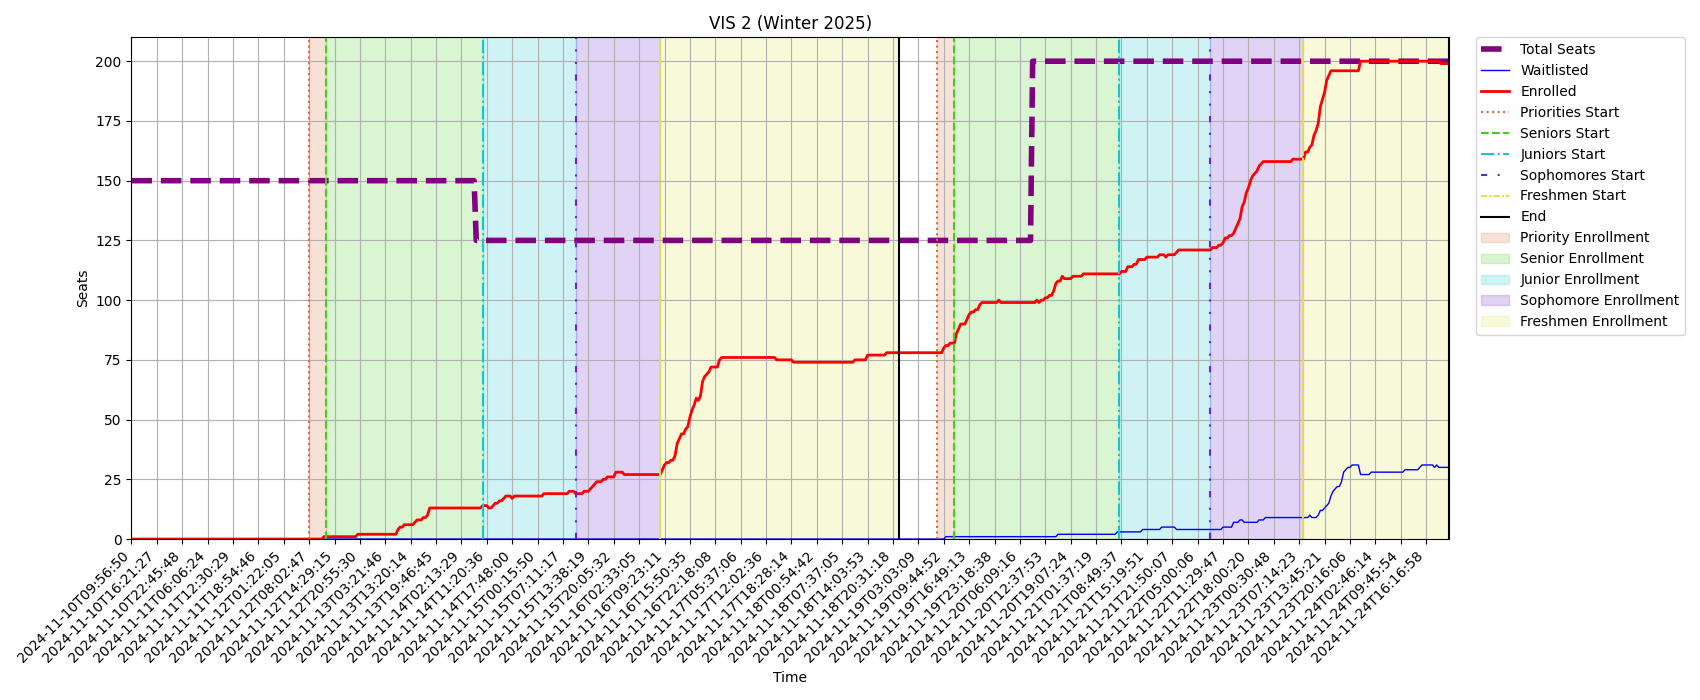 VIS 2 (Winter 2025)
Seats
200
175
150
125
100
75
50
25
0
2024-11-10T09:56:50
2024-11-10T16:21:27
2024-11-10T22:45:48
2024-11-11T06:06:24
2024-11-11T12:30:29
2024-11-11T18:54:46
2024-11-12T01:22:05
2024-11-12T08:02:47
2024-11-12T14:29:15
2024-11-12T20:55:30
2024-11-13T03:21:46
2024-11-13T13:20:14
2024-11-13T19:46:45
2024-11-14T02:13:29
2024-11-14T11:20:36
2024-11-14T17:48:00
2024-11-15T00:15:50
2024-11-15T07:11:17
2024-11-15T13:38:19
2024-11-15T20:05:32
2024-11-16T02:33:05
2024-11-16T09:23:11
2024-11-16T15:50:35
2024-11-16T22:18:08
2024-11-17T05:37:06
2024-11-17T12:02:36
2024-11-17T18:28:14
2024-11-18T00:54:42
2024-11-18T07:37:05
2024-11-18T14:03:53
2024-11-18T20:31:18
2024-11-19T03:03:09
2024-11-19T09:44:52
2024-11-19T16:49:13
2024-11-19T23:18:38
2024-11-20T06:09:16
2024-11-20T12:37:53
2024-11-20T19:07:24
2024-11-21T01:37:19
2024-11-21T08:49:37
2024-11-21T15:19:51
2024-11-21T21:50:07
2024-11-22T05:00:06
2024-11-22T11:29:47
2024-11-22T18:00:20
2024-11-23T00:30:48
2024-11-23T07:14:23
2024-11-23T13:45:21
2024-11-23T20:16:06
2024-11-24T02:46:14
2024-11-24T09:45:54
2024-11-24T16:16:58
Time
Total Seats
Waitlisted
Enrolled
Priorities Start
Seniors Start
Juniors Start
Sophomores Start
Freshmen Start
End
Priority Enrollment
Senior Enrollment
Junior Enrollment
Sophomore Enrollment
Freshmen Enrollment